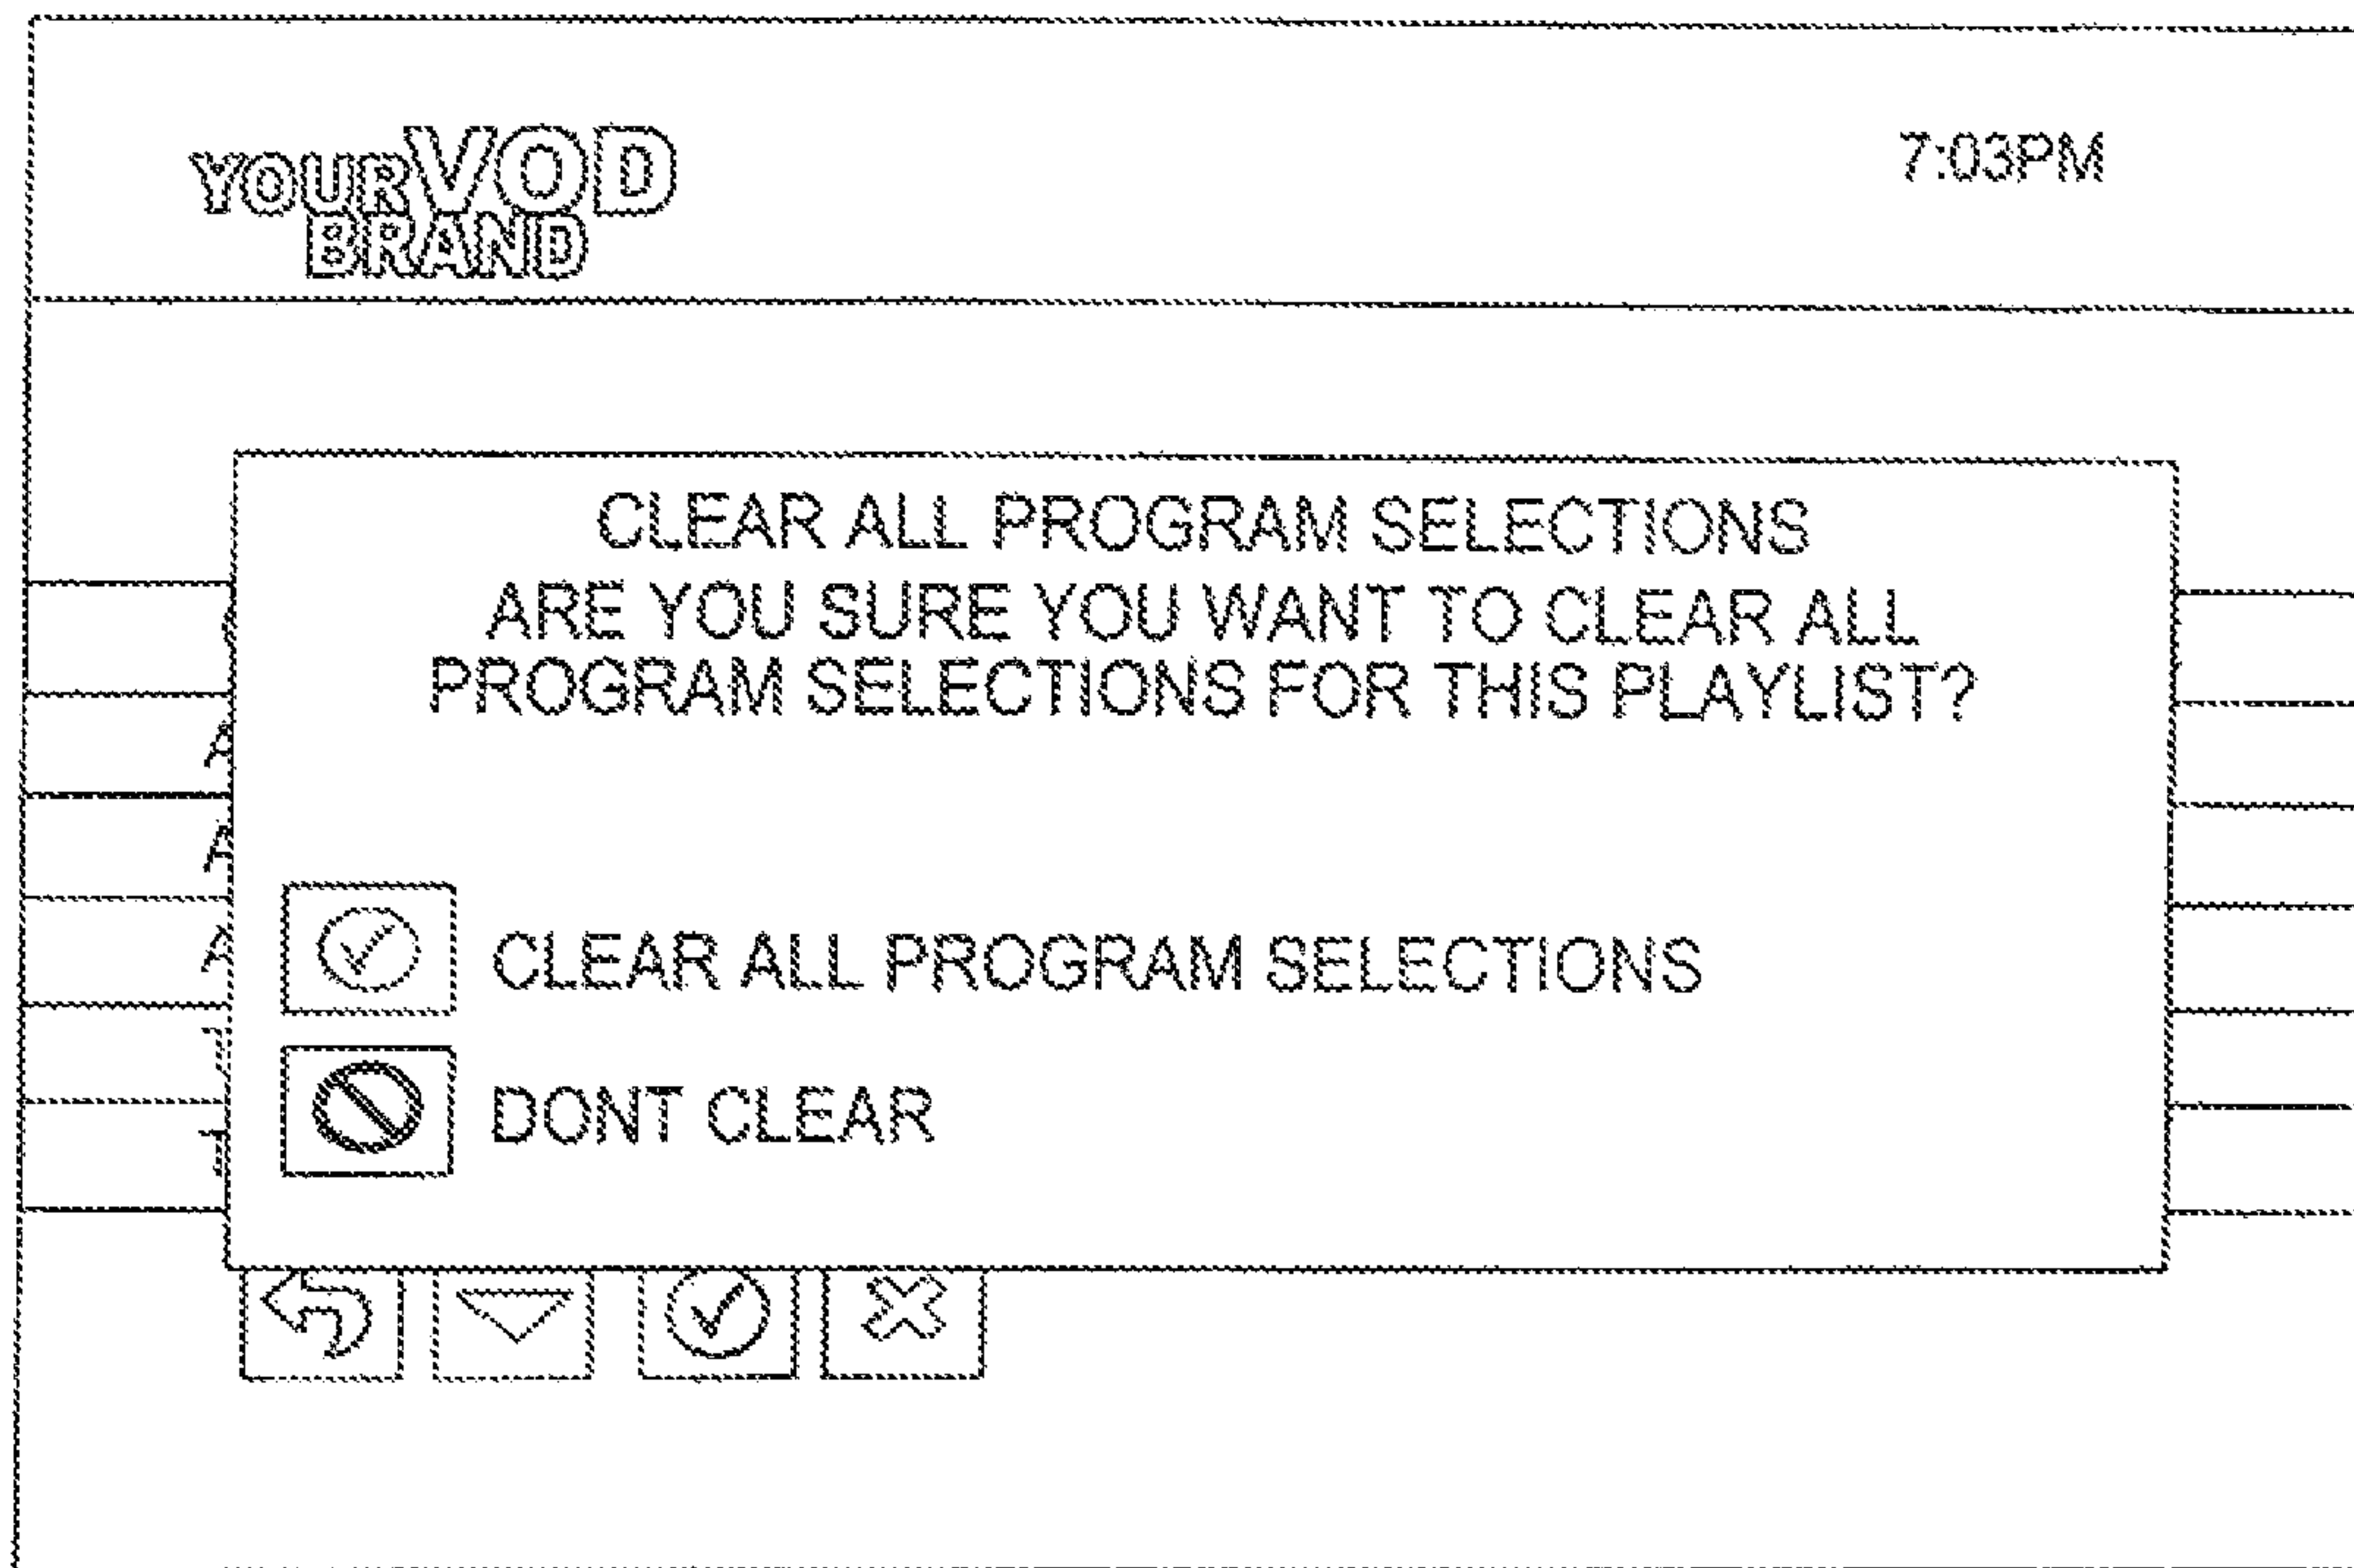 YOUR VOD
BRAND
7:03PM
CLEAR ALL PROGRAM SELECTIONS
ARE YOU SURE YOU WANT TO CLEAR ALL
PROGRAM SELECTIONS FOR THIS PLAYLIST?
A
A
A
CLEAR ALL PROGRAM SELECTIONS
DONT CLEAR